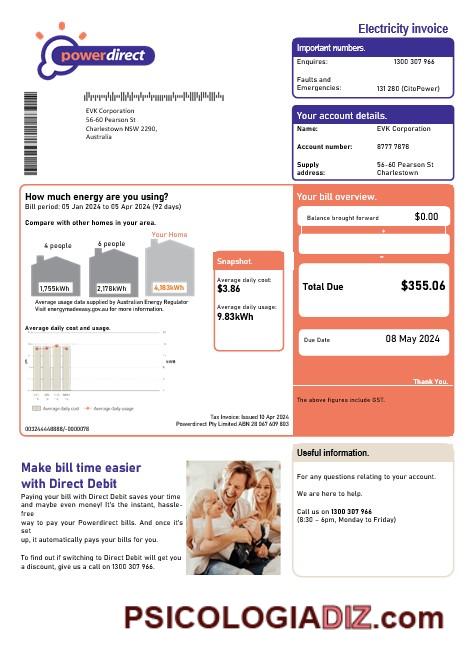 Electricity invoice
powerdirect
Important numbers.
Enquires: 1300 307 966
Faults and
Emergencies: 131 280 (CitoPower)
EVK Corporation
56-60 Pearson St
Charlestown NSW 2290,
Australia
Your account details.
Name: EVK Corporation
Account number: 8777 7878
Supply address: 56-60 Pearson St
Charlestown
How much energy are you using?
Bill period: 05 Jan 2024 to 05 Apr 2024 (92 days)
Compare with other homes in your area.
4 people
6 people
Your Home
1,755kWh
2,178kWh
4,183kWh
Average usage date supplied by Australian Energy Regulator
Visit energymadeeasy.gov.au for more information.
Snapshot.
Average daily cost:
$3.86
Average daily usage:
9.83kWh
Average daily cost and usage.
$
kWh
Average daily cost
Average daily usage
Tax Invoice: Issued 10 Apr 2024
Powerdirect Pty Limited ABN 28 067 609 803
003244448888/-0000078
Your bill overview.
Balance brought forward $0.00
+
-
Total Due $355.06
Due Date 08 May 2024
Thank You.
The above figures include GST.
Make bill time easier
with Direct Debit
Paying your bill with Direct Debit saves your time
and maybe even money! It's the instant, hassle-
free
way to pay your Powerdirect bills. And once it's
set
up, it automatically pays your bills for you.
To find out if switching to Direct Debit will get you
a discount, give us a call on 1300 307 966.
Useful information.
For any questions relating to your account.
We are here to help.
Call us on 1300 307 966
(8:30 – 6pm, Monday to Friday)
PSICOLOGIADIZ.com